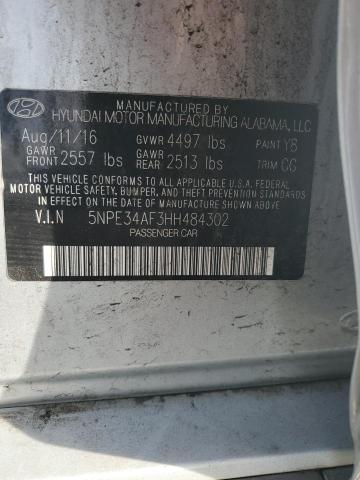 MANUFACTURED BY
HYUNDAI MOTOR MANUFACTURING ALABAMA, LLC
Aug/11/16 GVWR 4497 lbs PAINT Y8
GAWR FRONT 2557 lbs GAWR REAR 2513 lbs TRIM GG
THIS VEHICLE CONFORMS TO ALL APPLICABLE U.S.A. FEDERAL
MOTOR VEHICLE SAFETY, BUMPER, AND THEFT PREVENTION STANDARDS
IN EFFECT ON THE DATE OF MANUFACTURE SHOWN ABOVE.
V.I.N 5NPE34AF3HH484302
PASSENGER CAR